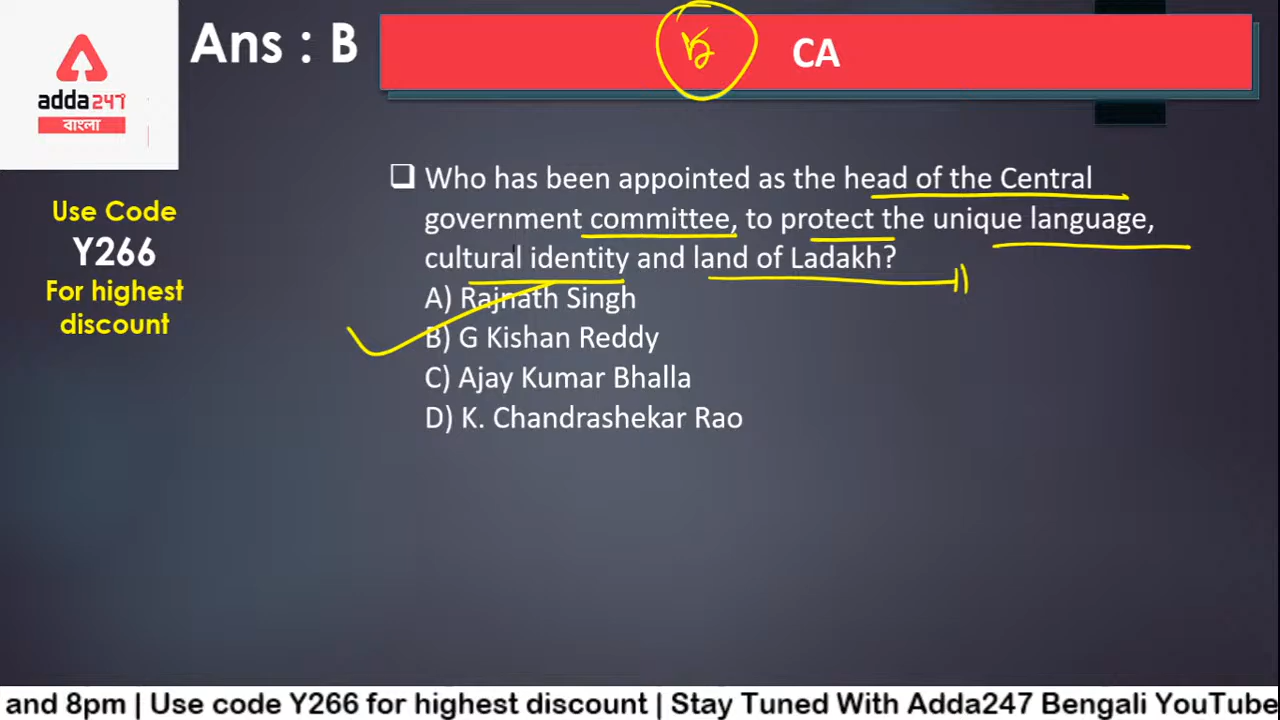 Ans : B
CA
adda247
বাংলা
Use Code
Y266
For highest
discount
❑ Who has been appointed as the head of the Central
government committee, to protect the unique language,
cultural identity and land of Ladakh?
A) Rajnath Singh
B) G Kishan Reddy
C) Ajay Kumar Bhalla
D) K. Chandrashekar Rao
and 8pm | Use code Y266 for highest discount | Stay Tuned With Adda247 Bengali YouTube